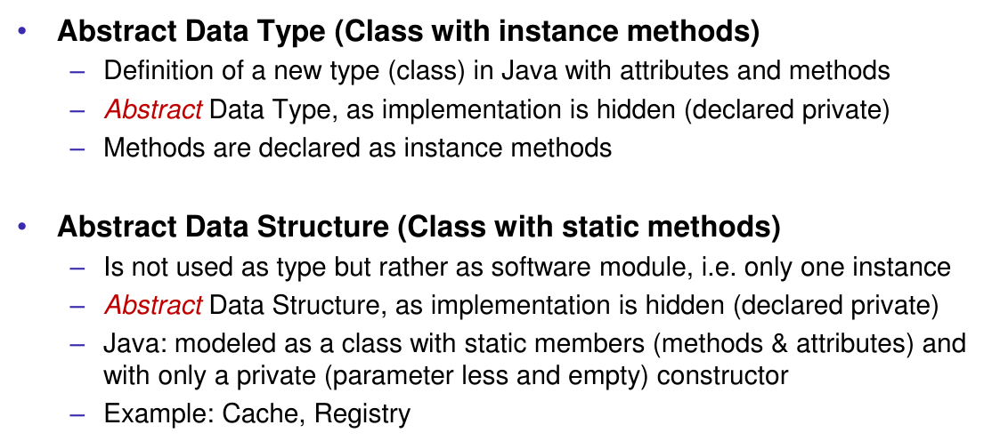 • Abstract Data Type (Class with instance methods)
– Definition of a new type (class) in Java with attributes and methods
– Abstract Data Type, as implementation is hidden (declared private)
– Methods are declared as instance methods
• Abstract Data Structure (Class with static methods)
– Is not used as type but rather as software module, i.e. only one instance
– Abstract Data Structure, as implementation is hidden (declared private)
– Java: modeled as a class with static members (methods & attributes) and
with only a private (parameter less and empty) constructor
– Example: Cache, Registry